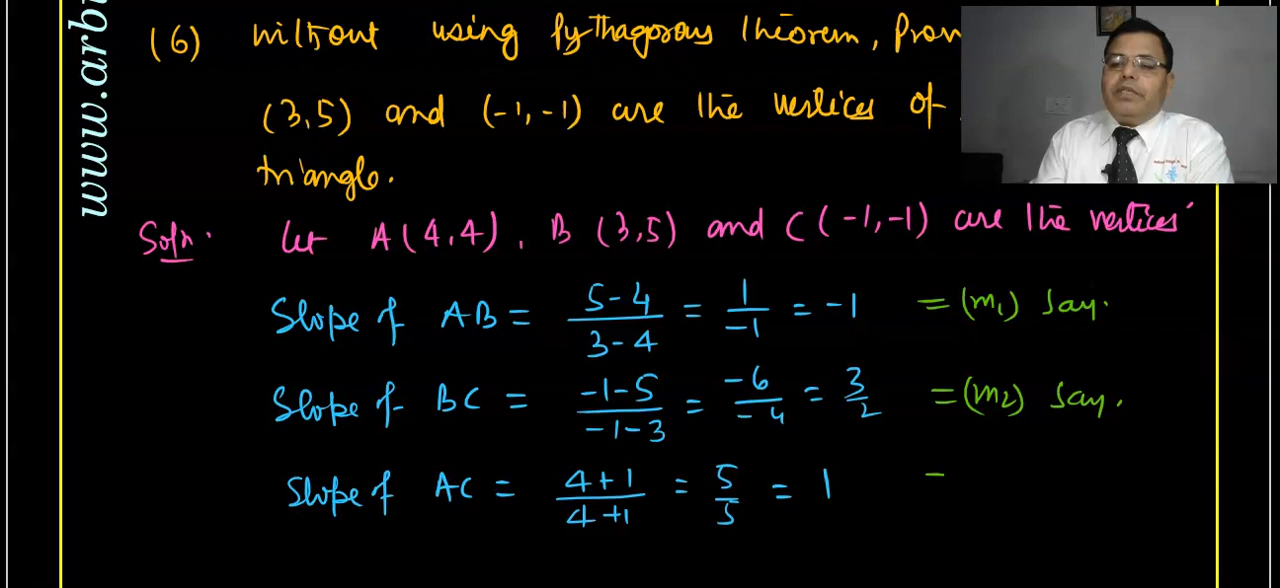 www.arb
(6) without using Pythagorous Theorem, Prov
(3,5) and (-1,-1) are the vertices of
triangle.
Soln. Let A(4,4), B (3,5) and C (-1,-1) are the vertices
Slope of AB = 5-4/3-4 = 1/-1 = -1 = (m1) say.
Slope of BC = -1-5/-1-3 = -6/-4 = 3/2 = (m2) say.
Slope of AC = 4+1/4+1 = 5/5 = 1 =